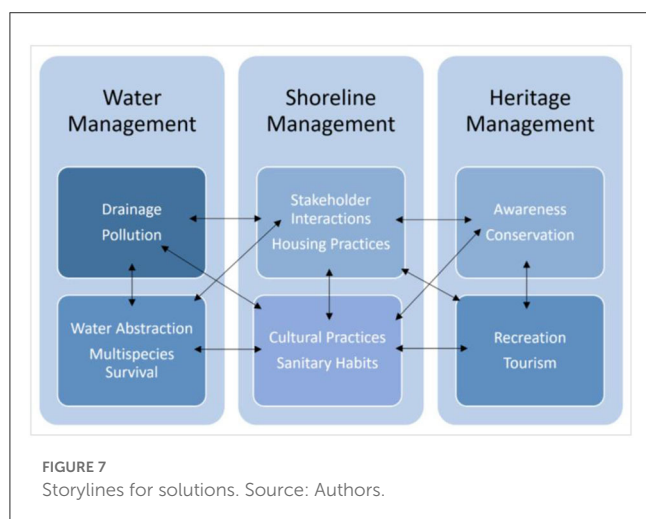 Water
Management
Drainage
Pollution
Water Abstraction
Multispecies
Survival
Shoreline
Management
Stakeholder
Interactions
Housing Practices
Cultural Practices
Sanitary Habits
Heritage
Management
Awareness
Conservation
Recreation
Tourism
FIGURE 7
Storylines for solutions. Source: Authors.